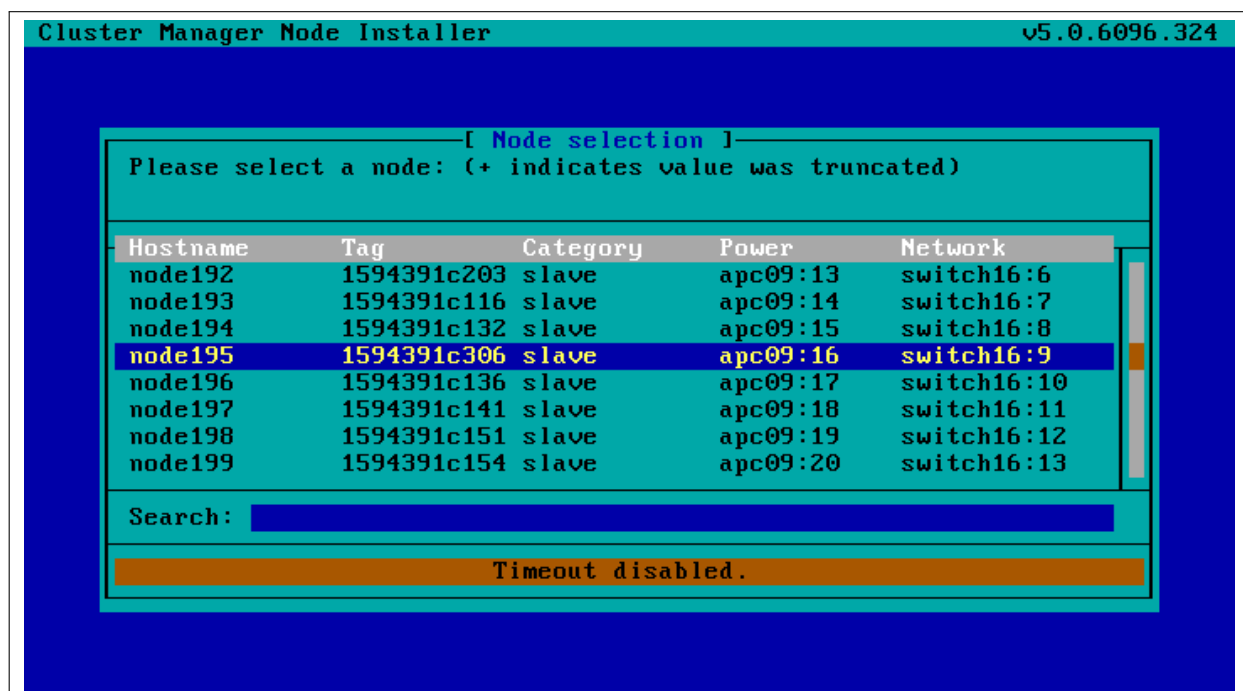 Cluster Manager Node Installer v5.0.6096.324
[ Node selection ]
Please select a node: (+ indicates value was truncated)
Hostname Tag Category Power Network
node192 1594391c203 slave apc09:13 switch16:6
node193 1594391c116 slave apc09:14 switch16:7
node194 1594391c132 slave apc09:15 switch16:8
node195 1594391c306 slave apc09:16 switch16:9
node196 1594391c136 slave apc09:17 switch16:10
node197 1594391c141 slave apc09:18 switch16:11
node198 1594391c151 slave apc09:19 switch16:12
node199 1594391c154 slave apc09:20 switch16:13
Search:
Timeout disabled.